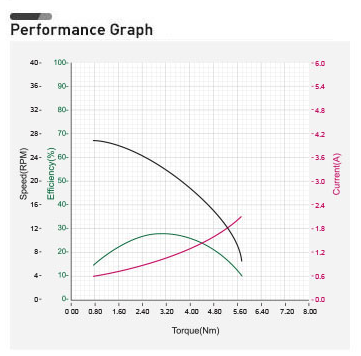 Performance Graph
40- 100- -6.0
36- 90- -5.4
32- 80- -4.8
28- 70- -4.2
24- 60- -3.6
20- 50- -3.0
16- 40- -2.4
12- 30- -1.8
8- 20- -1.2
4- 10- -0.6
0- 0- -0.0
Speed(RPM)
Efficiency(%)
Current(A)
0 00 0.80 1.60 2.40 3.20 4.00 4.80 5.60 6.40 7.20 8.00
Torque(Nm)